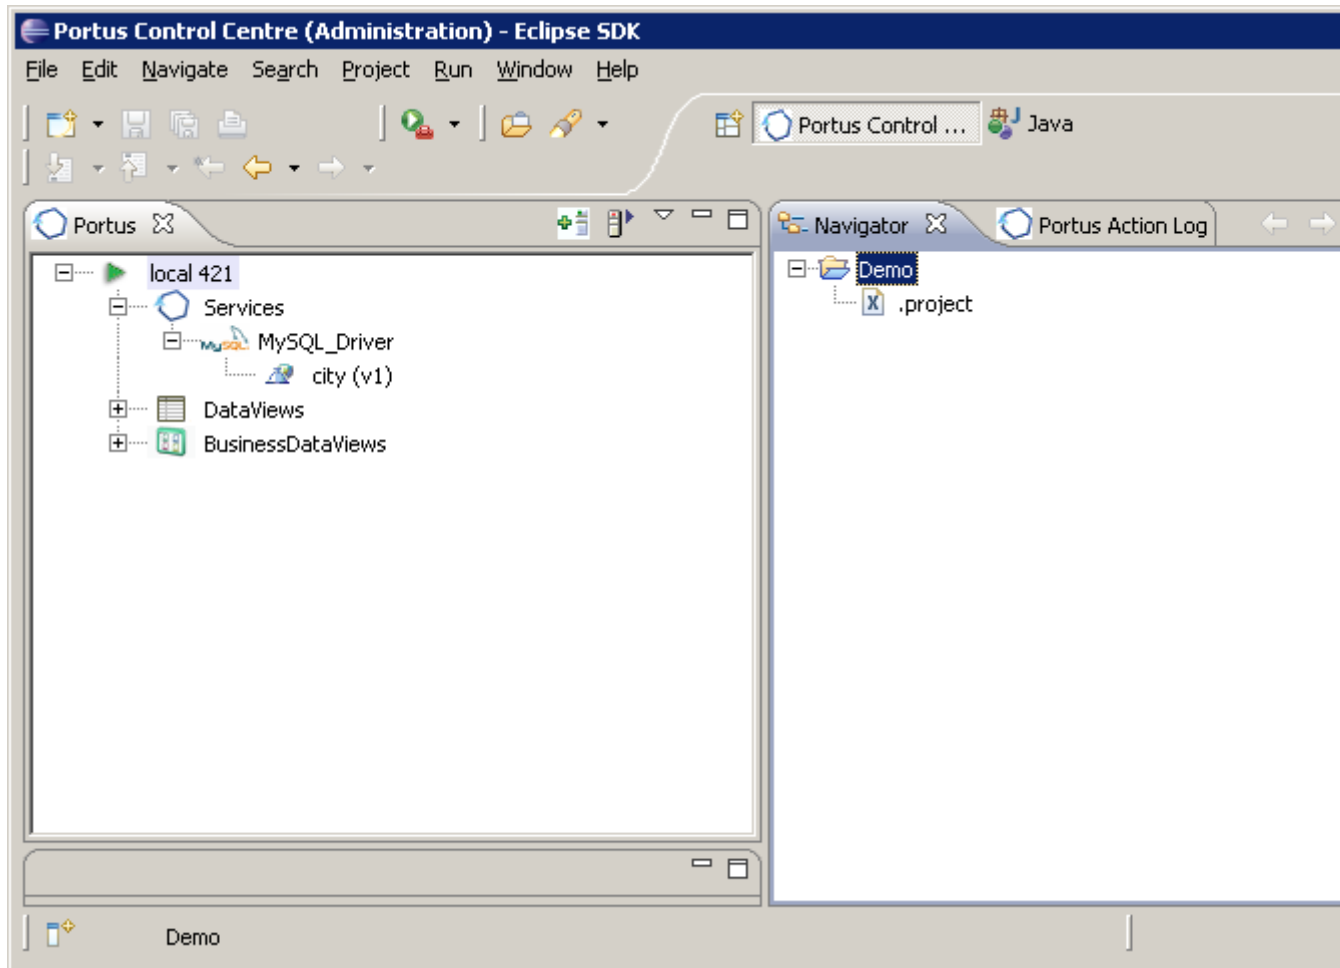 Portus Control Centre (Administration) - Eclipse SDK
File Edit Navigate Search Project Run Window Help
Portus Control ... Java
Portus
local 421
Services
MySQL MySQL_Driver
city (v1)
DataViews
BusinessDataViews
Navigator Portus Action Log
Demo
X .project
Demo